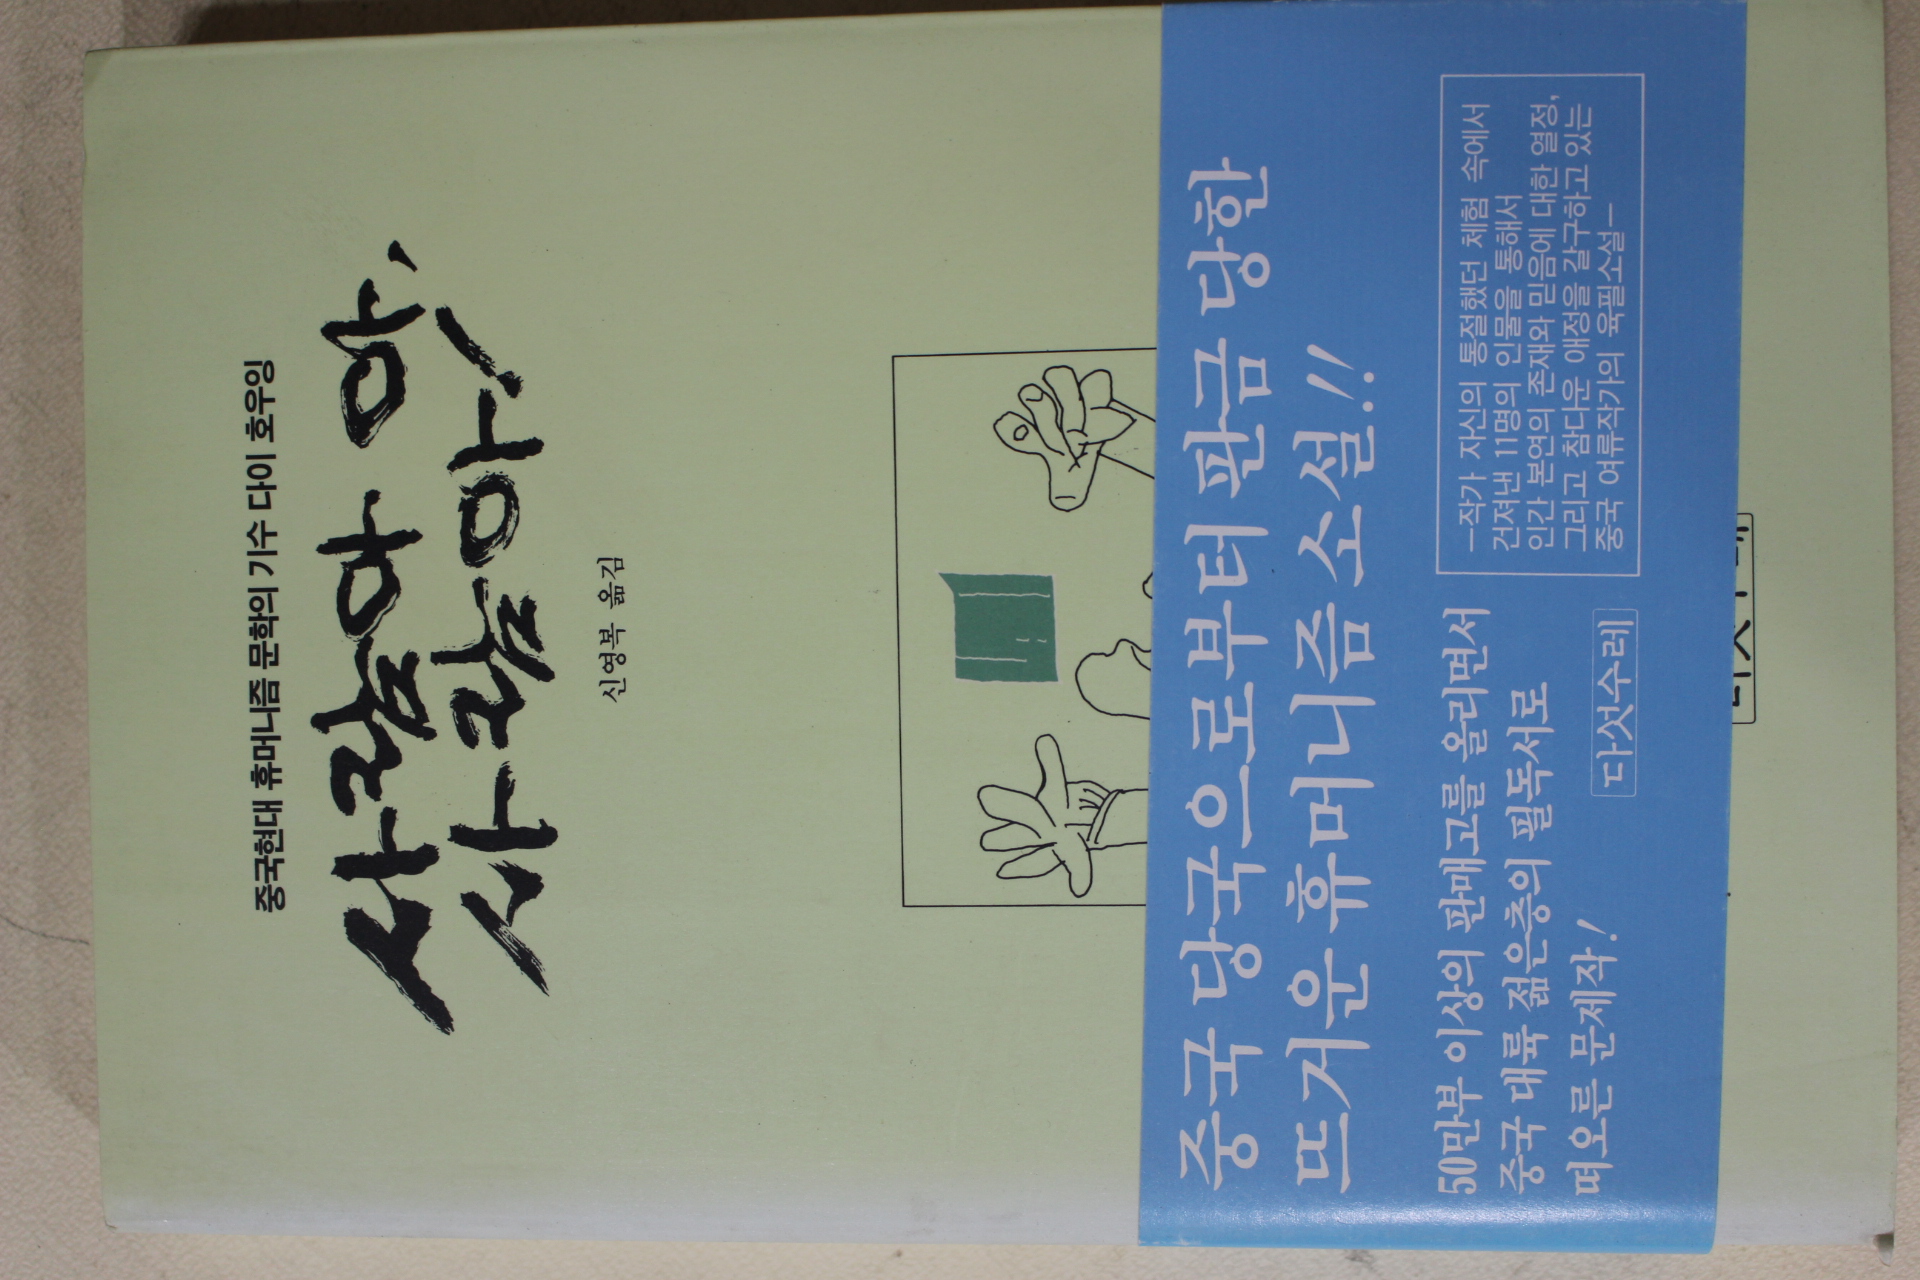 중국현대 휴머니즘 문학의 기수 다이 호우잉
사람아 아,
사람아!
신영복 옮김
중국 당국으로부터 판금 당한
뜨거운 휴머니즘 소설!!
50만부 이상의 판매고를 올리면서
중국 대륙 젊은층의 필독서로
떠오른 문제작!
다섯수레
—작가 자신의 통절했던 체험 속에서
건져낸 11명의 인물을 통해서
인간 본연의 존재와 믿음에 대한 열정,
그리고 참다운 애정을 갈구하고 있는
중국 여류작가의 육필소설—